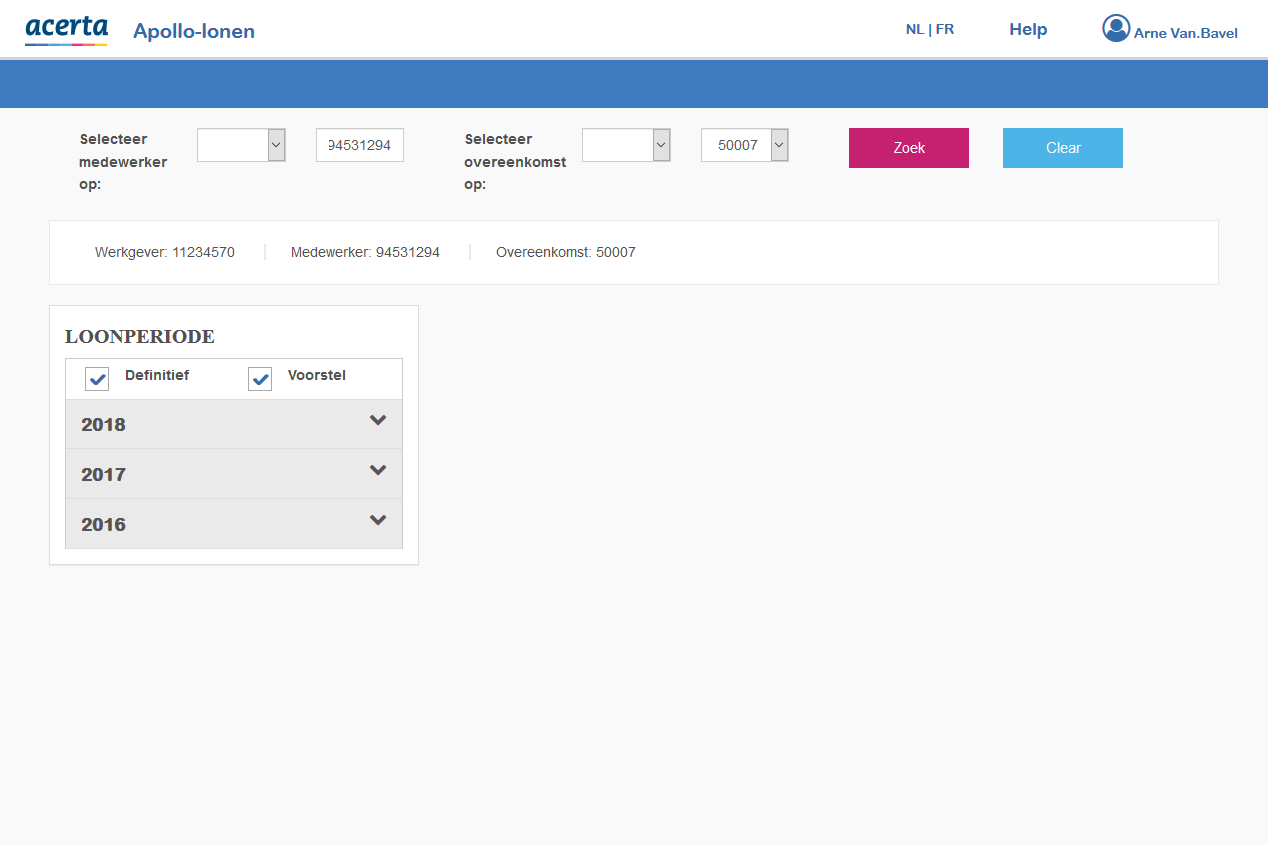 acerta Apollo-lonen NL | FR Help Arne Van.Bavel
Selecteer medewerker op: 94531294
Selecteer overeenkomst op: 50007
Zoek Clear
Werkgever: 11234570 Medewerker: 94531294 Overeenkomst: 50007
LOONPERIODE
Definitief Voorstel
2018
2017
2016